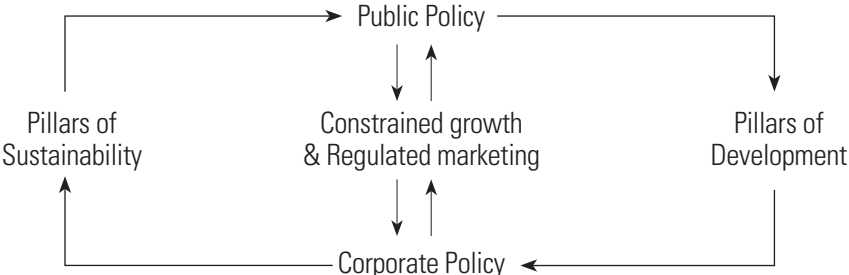 Public Policy
Pillars of
Sustainability
Constrained growth
& Regulated marketing
Pillars of
Development
Corporate Policy